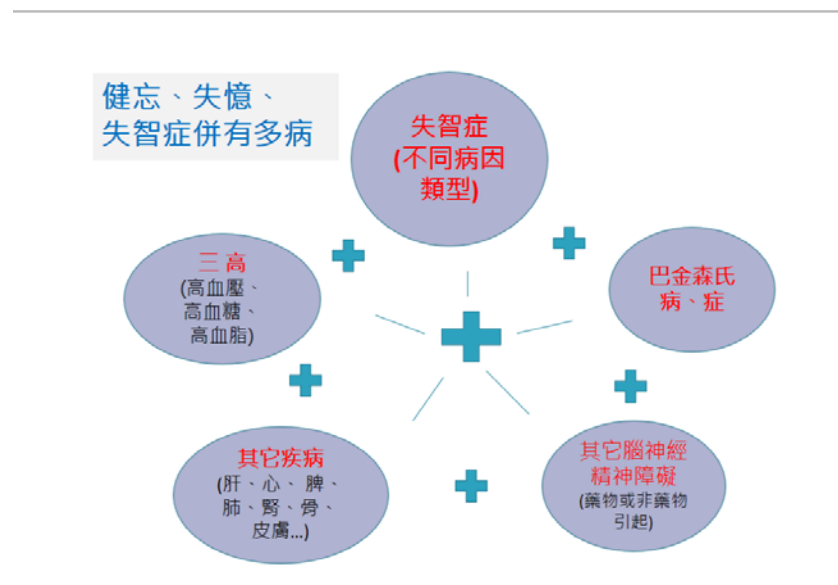 健忘、失憶、
失智症併有多病
失智症
(不同病因
類型)
三 高
(高血壓、
高血糖、
高血脂)
巴金森氏
病、症
其它疾病
(肝、心、 脾、
肺、腎、骨、
皮膚...)
其它腦神經
精神障礙
(藥物或非藥物
引起)